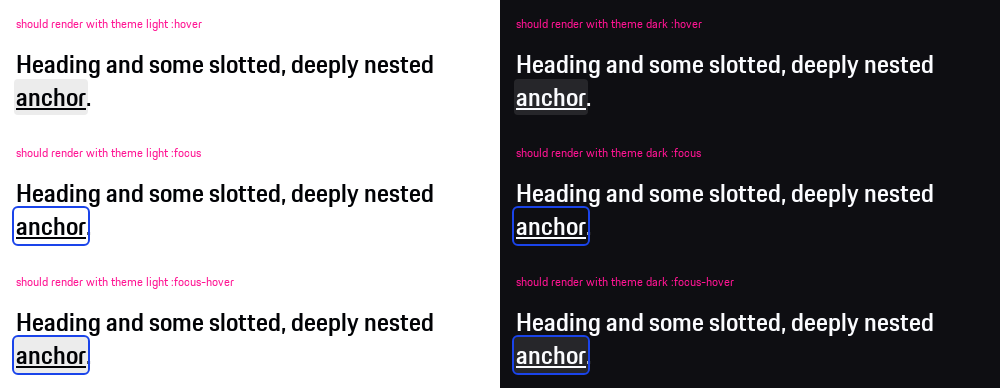 should render with theme light :hover
Heading and some slotted, deeply nested
anchor.
should render with theme light :focus
Heading and some slotted, deeply nested
anchor.
should render with theme light :focus-hover
Heading and some slotted, deeply nested
anchor.
should render with theme dark :hover
Heading and some slotted, deeply nested
anchor.
should render with theme dark :focus
Heading and some slotted, deeply nested
anchor.
should render with theme dark :focus-hover
Heading and some slotted, deeply nested
anchor.